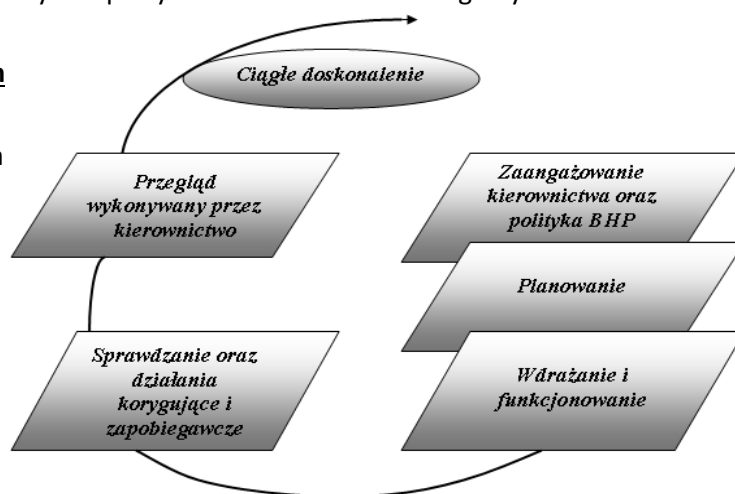 Ciągłe doskonalenie
Przegląd
wykonywany przez
kierownictwo
Zaangażowanie
kierownictwa oraz
polityka BHP
Planowanie
Sprawdzanie oraz
działania
korygujące i
zapobiegawcze
Wdrażanie i
funkcjonowanie